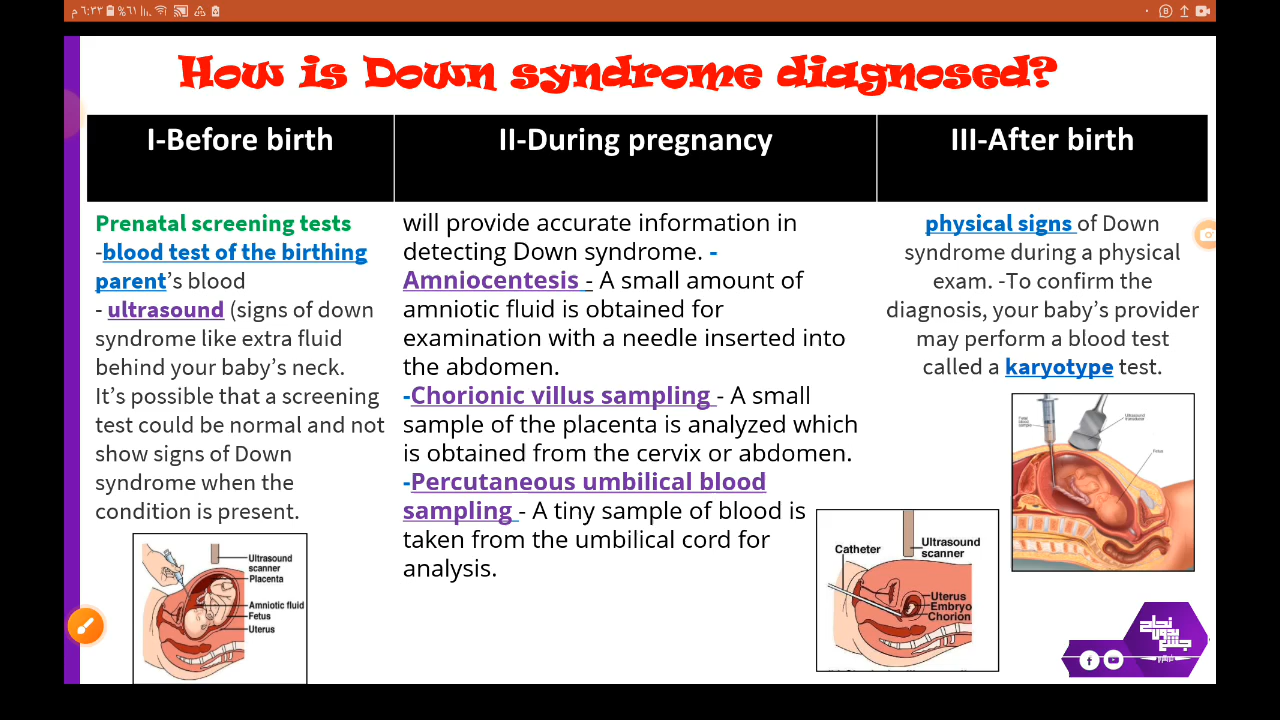 م ٦:٣٣ %٦١
How is Down syndrome diagnosed?
I-Before birth
II-During pregnancy
III-After birth
Prenatal screening tests
-blood test of the birthing
parent’s blood
- ultrasound (signs of down
syndrome like extra fluid
behind your baby’s neck.
It’s possible that a screening
test could be normal and not
show signs of Down
syndrome when the
condition is present.
Ultrasound
scanner
Placenta
Amniotic fluid
Fetus
Uterus
will provide accurate information in
detecting Down syndrome. -
Amniocentesis - A small amount of
amniotic fluid is obtained for
examination with a needle inserted into
the abdomen.
-Chorionic villus sampling - A small
sample of the placenta is analyzed which
is obtained from the cervix or abdomen.
-Percutaneous umbilical blood
sampling - A tiny sample of blood is
taken from the umbilical cord for
analysis.
Catheter
Ultrasound
scanner
Uterus
Embryo
Chorion
physical signs of Down
syndrome during a physical
exam. -To confirm the
diagnosis, your baby’s provider
may perform a blood test
called a karyotype test.
Ultrasound
Fetus